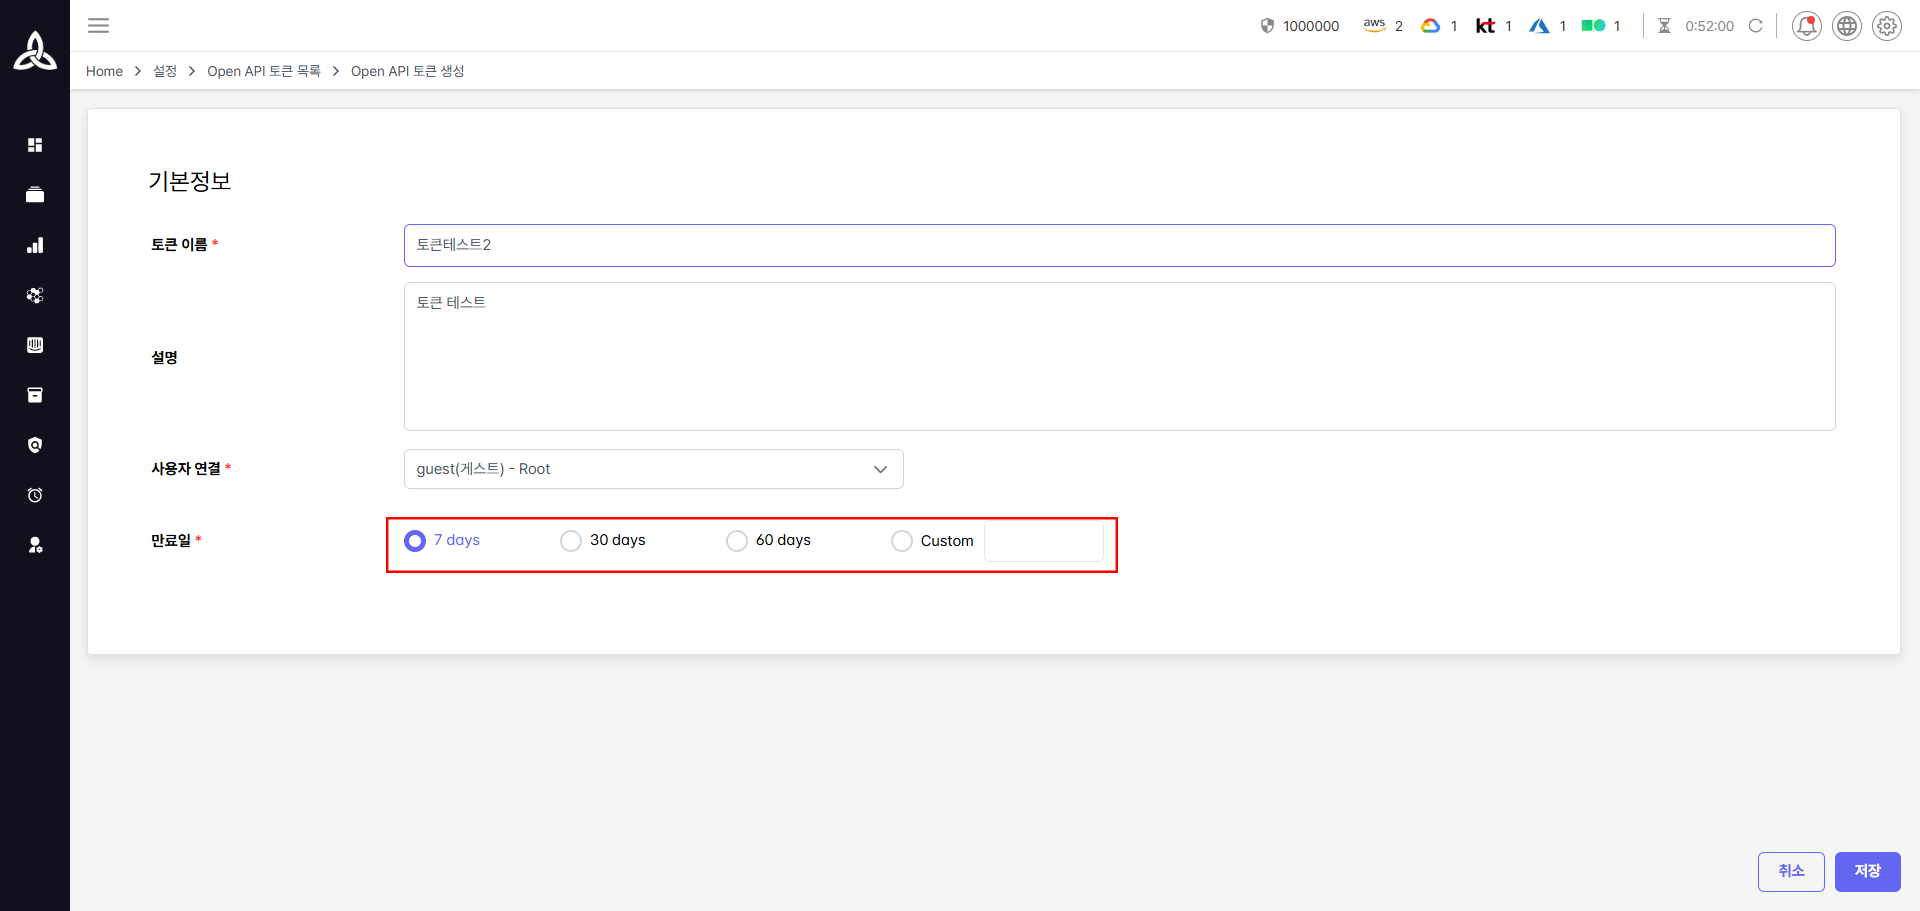 1000000 aws 2 1 kt 1 1 1 0:52:00
Home > 설정 > Open API 토큰 목록 > Open API 토큰 생성
기본정보
토큰 이름 *
토큰테스트2
토큰 테스트
설명
사용자 연결 *
guest(게스트) - Root
만료일 *
7 days 30 days 60 days Custom
취소 저장